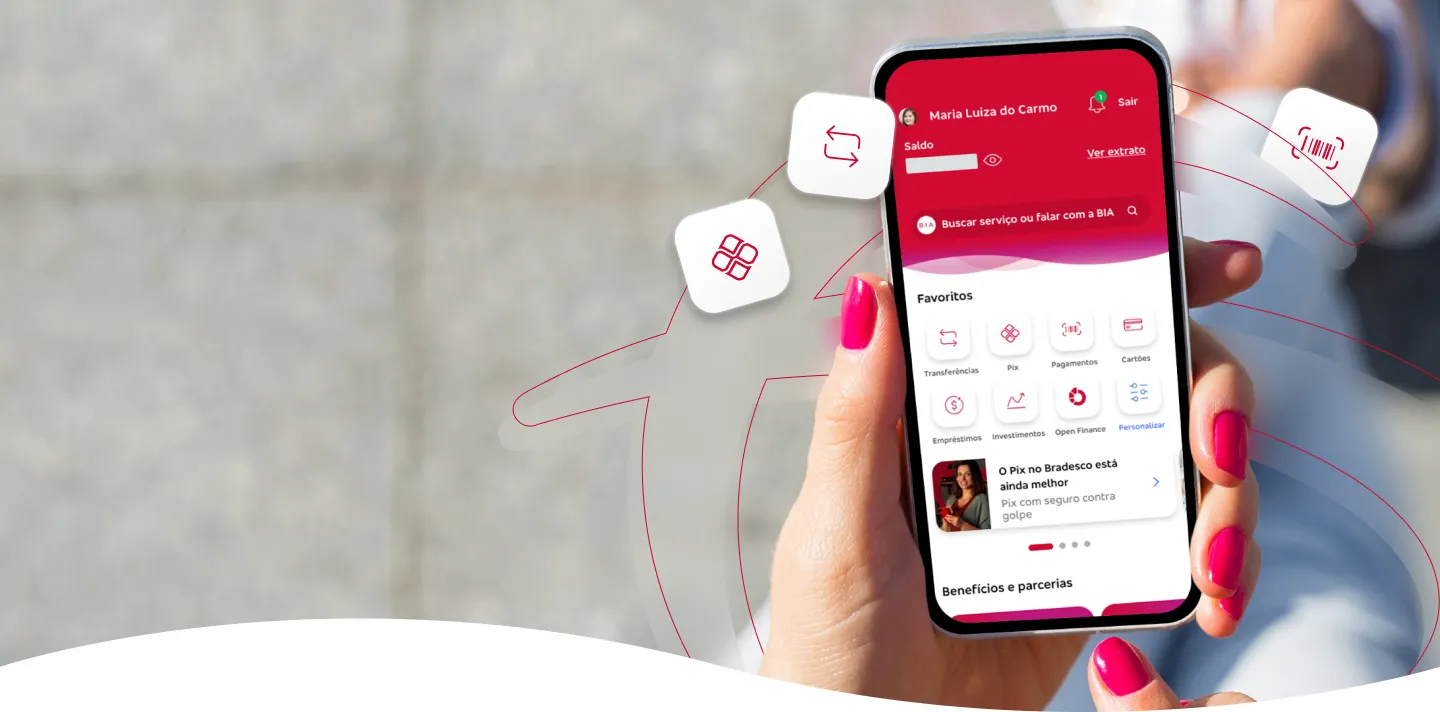 Maria Luiza do Carmo
1
Sair
Saldo
Ver extrato
BIA
Buscar serviço ou falar com a BIA
Favoritos
Transferências
Pix
Pagamentos
Cartões
Empréstimos
Investimentos
Open Finance
Personalizar
O Pix no Bradesco está
ainda melhor
Pix com seguro contra
golpe
Benefícios e parcerias